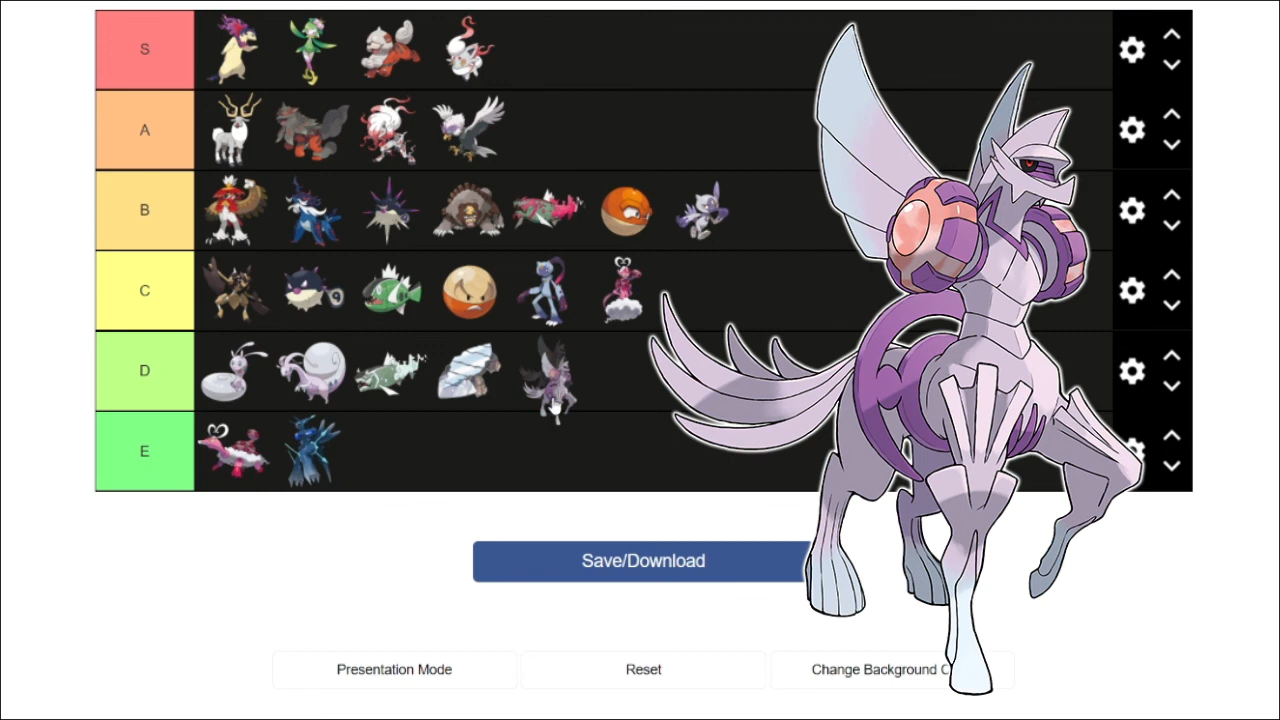 S
A
B
C
D
E
Save/Download
Presentation Mode
Reset
Change Background C